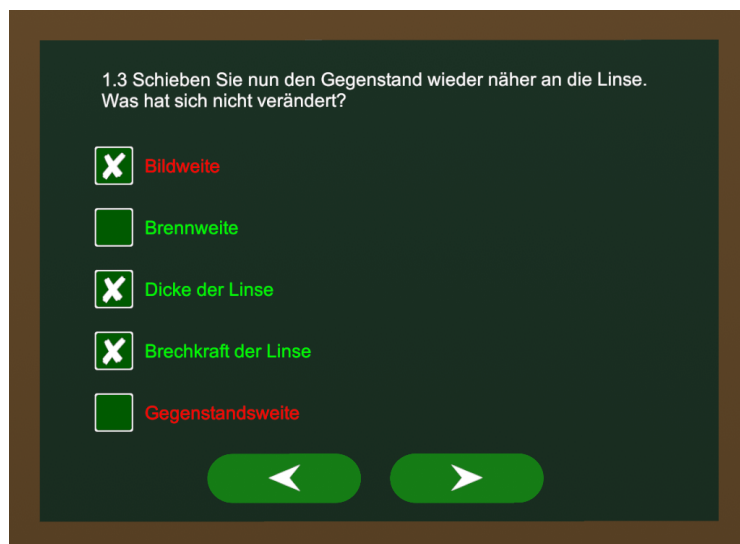 1.3 Schieben Sie nun den Gegenstand wieder näher an die Linse.
Was hat sich nicht verändert?
Bildweite
Brennweite
Dicke der Linse
Brechkraft der Linse
Gegenstandsweite